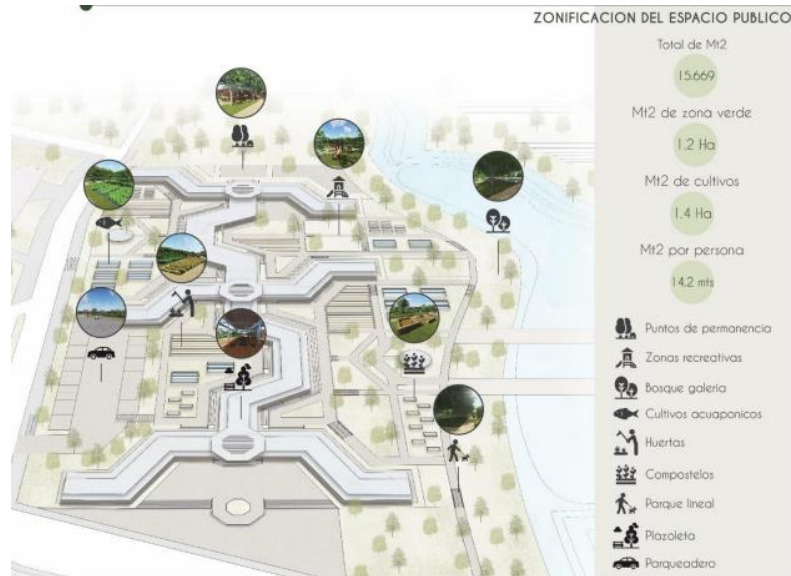 ZONIFICACION DEL ESPACIO PUBLICO
Total de Mt2
15.669
Mt2 de zona verde
1.2 Ha
Mt2 de cultivos
1.4 Ha
Mt2 por persona
14.2 mts
Puntos de permanencia
Zonas recreativas
Bosque galeria
Cultivos acuaponicos
Huertas
Compostelos
Parque lineal
Plazoleta
Parqueadero